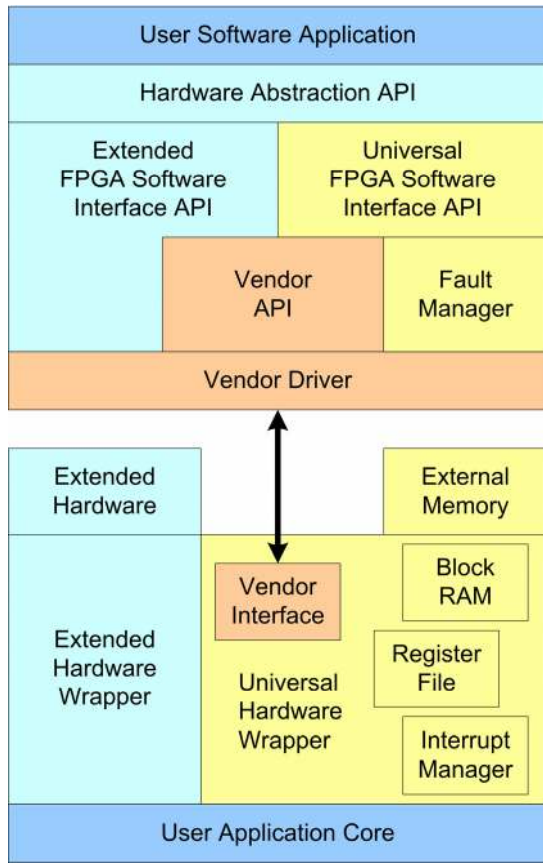 User Software Application
Hardware Abstraction API
Extended
FPGA Software
Interface API
Universal
FPGA Software
Interface API
Vendor
API
Fault
Manager
Vendor Driver
Extended
Hardware
External
Memory
Extended
Hardware
Wrapper
Vendor
Interface
Universal
Hardware
Wrapper
Block
RAM
Register
File
Interrupt
Manager
User Application Core